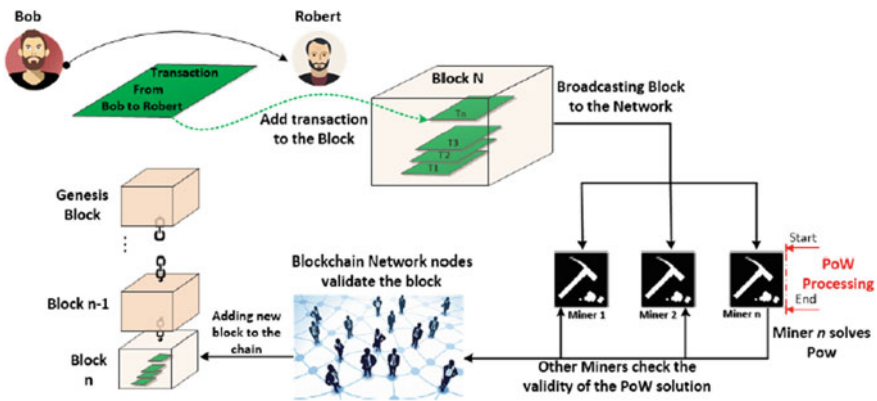 Bob
Robert
Transaction
From
Bob to Robert
Add transaction
to the Block
Block N
Tn
T3
T2
T1
Broadcasting Block
to the Network
Genesis
Block
Block n-1
Block
n
Adding new
block to the
chain
Blockchain Network nodes
validate the block
Miner 1
Miner 2
Miner n
Start
PoW
Processing
End
Miner n solves
Pow
Other Miners check the
validity of the PoW solution